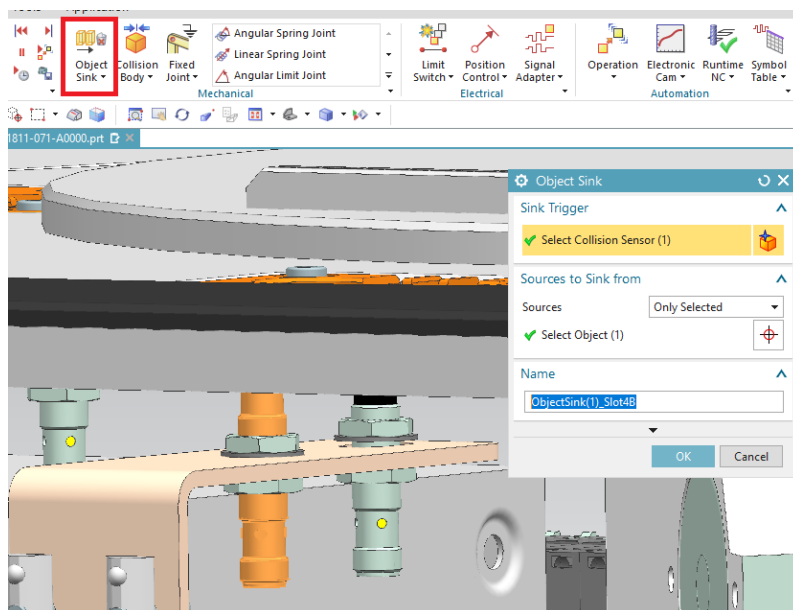 Tools Application
Object Sink
Collision Body
Fixed Joint
Angular Spring Joint
Linear Spring Joint
Angular Limit Joint
Mechanical
Limit Switch
Position Control
Signal Adapter
Electrical
Operation
Electronic Cam
Runtime NC
Symbol Table
Automation
1811-071-A0000.prt
Object Sink
Sink Trigger
Select Collision Sensor (1)
Sources to Sink from
Sources Only Selected
Select Object (1)
Name
ObjectSink(1)_Slot4B
OK Cancel